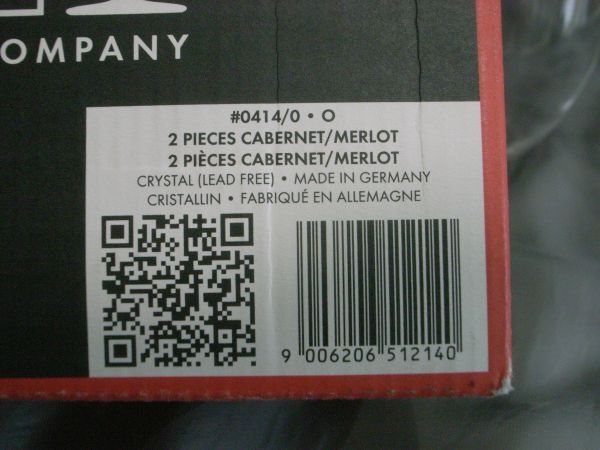 COMPANY
#0414/0 • O
2 PIECES CABERNET/MERLOT
2 PIÈCES CABERNET/MERLOT
CRYSTAL (LEAD FREE) • MADE IN GERMANY
CRISTALLIN • FABRIQUÉ EN ALLEMAGNE
9 006206 512140